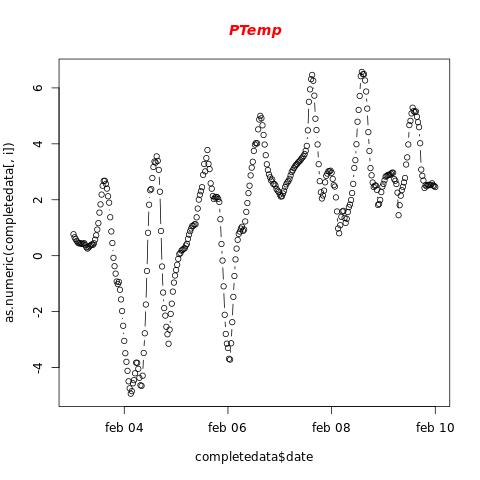 PTemp
as.numeric(completedata[, i])
6
4
2
0
-2
-4
feb 04 feb 06 feb 08 feb 10
completedata$date